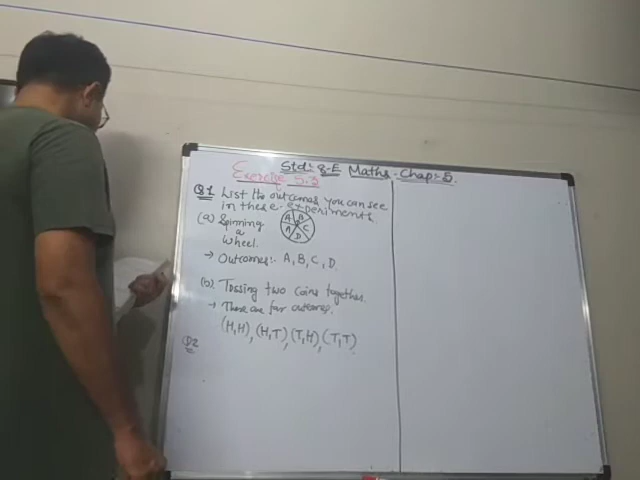 Std:- 8-E Maths. Chap:- 5.
Exercise 5.3
Q1 List the outcomes you can see
in these experiments.
(a) Spinning
a
wheel.
A B
A C
D
→ Outcomes:- A, B, C, D.
(b). Tossing two coins together.
→ There are four outcomes.
(H,H), (H,T), (T,H), (T,T)
Q2